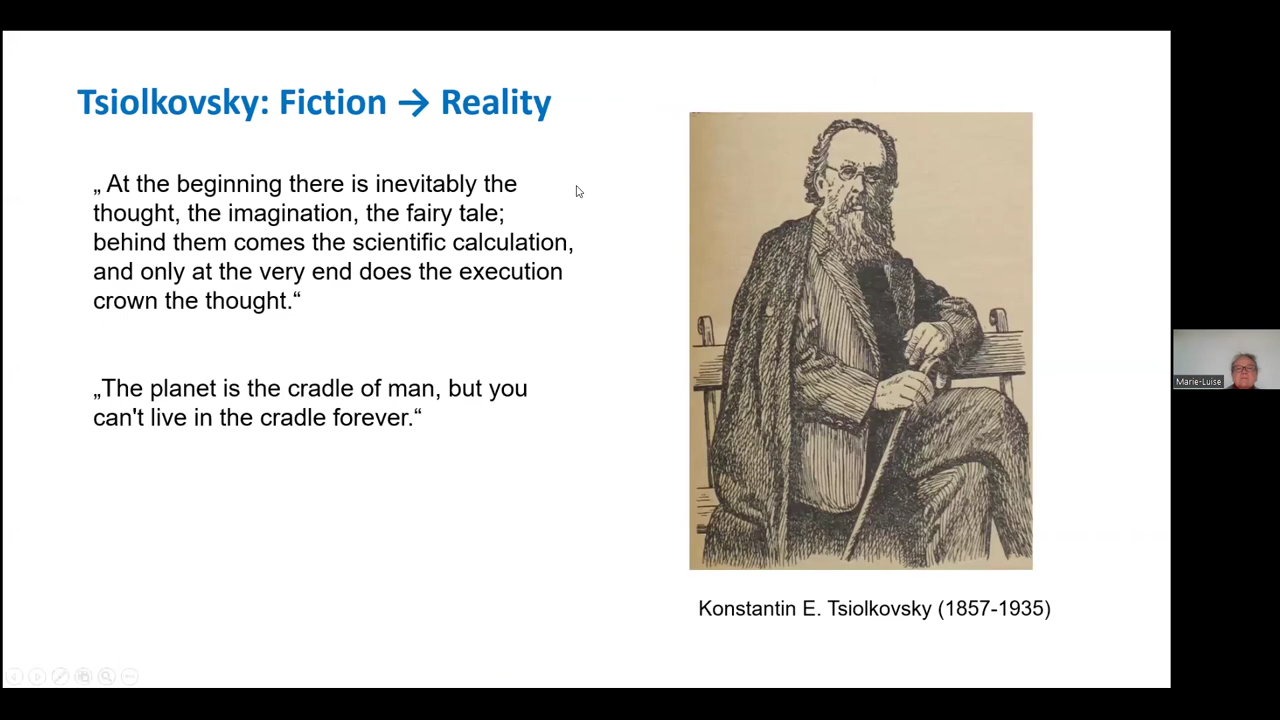 Tsiolkovsky: Fiction → Reality
„ At the beginning there is inevitably the
thought, the imagination, the fairy tale;
behind them comes the scientific calculation,
and only at the very end does the execution
crown the thought.“
„The planet is the cradle of man, but you
can't live in the cradle forever.“
Konstantin E. Tsiolkovsky (1857-1935)
Marie-Luise